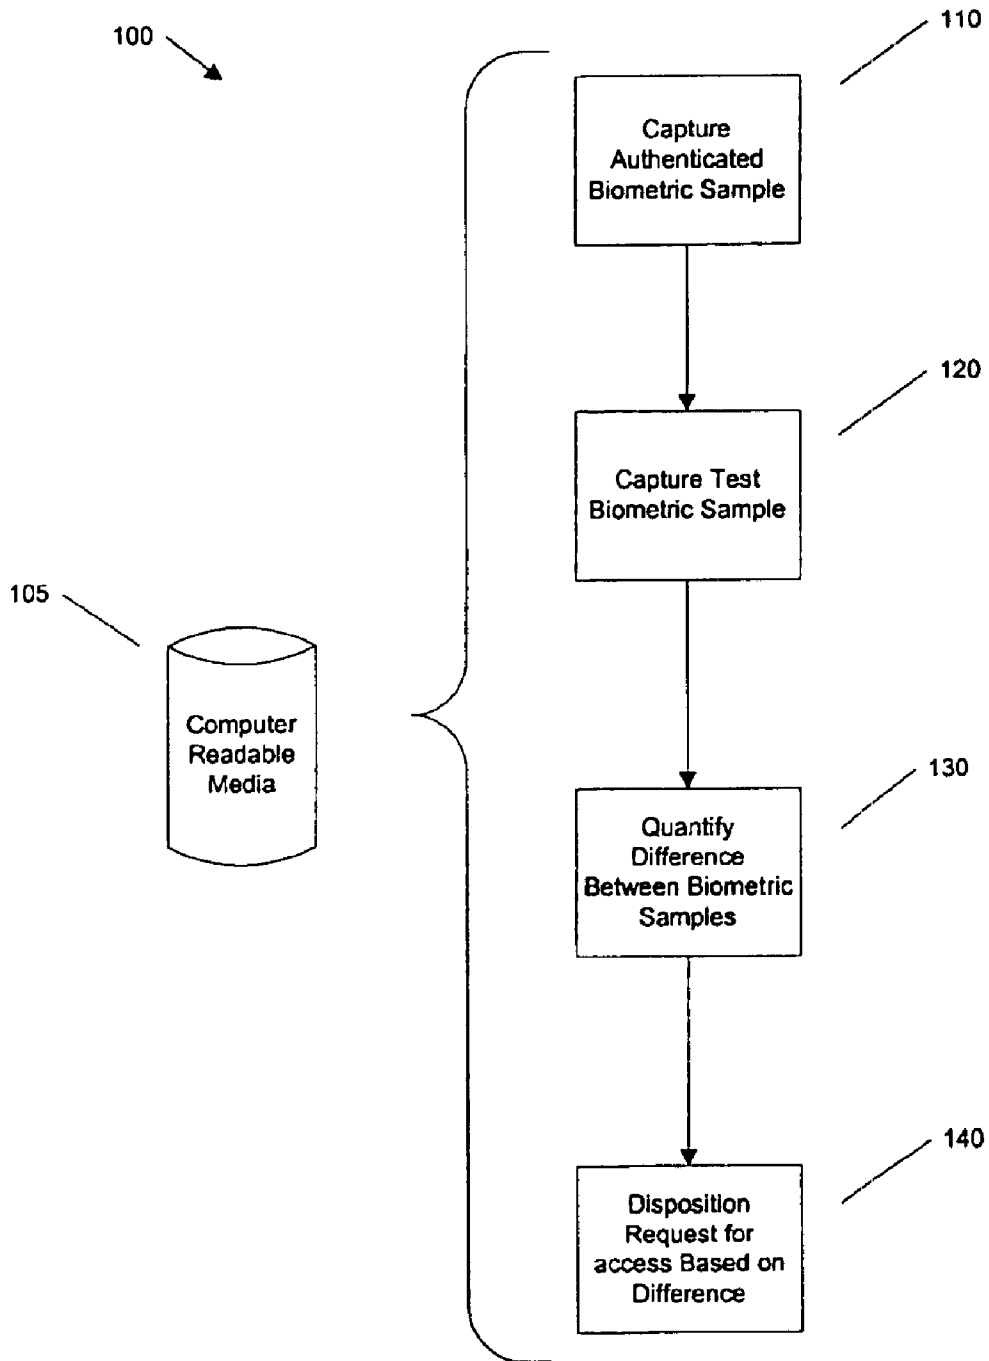 100
110
Capture
Authenticated
Biometric Sample
120
Capture Test
Biometric Sample
105
Computer
Readable
Media
130
Quantify
Difference
Between Biometric
Samples
140
Disposition
Request for
access Based on
Difference